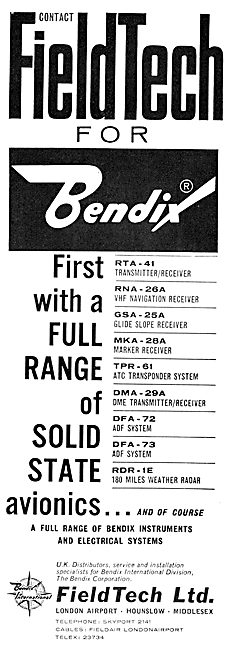 CONTACT
FieldTech
FOR
Bendix ®
First
with a
FULL
RANGE
of
SOLID
STATE
avionics...
RTA-41
TRANSMITTER/RECEIVER
RNA-26A
VHF NAVIGATION RECEIVER
GSA-25A
GLIDE SLOPE RECEIVER
MKA-28A
MARKER RECEIVER
TPR-61
ATC TRANSPONDER SYSTEM
DMA-29A
DME TRANSMITTER/RECEIVER
DFA-72
ADF SYSTEM
DFA-73
ADF SYSTEM
RDR-1E
180 MILES WEATHER RADAR
AND OF COURSE
A FULL RANGE OF BENDIX INSTRUMENTS
AND ELECTRICAL SYSTEMS
U.K. Distributors, service and installation
specialists for Bendix International Division,
The Bendix Corporation.
Bendix
International
FieldTech Ltd.
LONDON AIRPORT · HOUNSLOW · MIDDLESEX
TELEPHONE: SKYPORT 2141
CABLES: FIELDAIR LONDONAIRPORT
TELEX: 23734